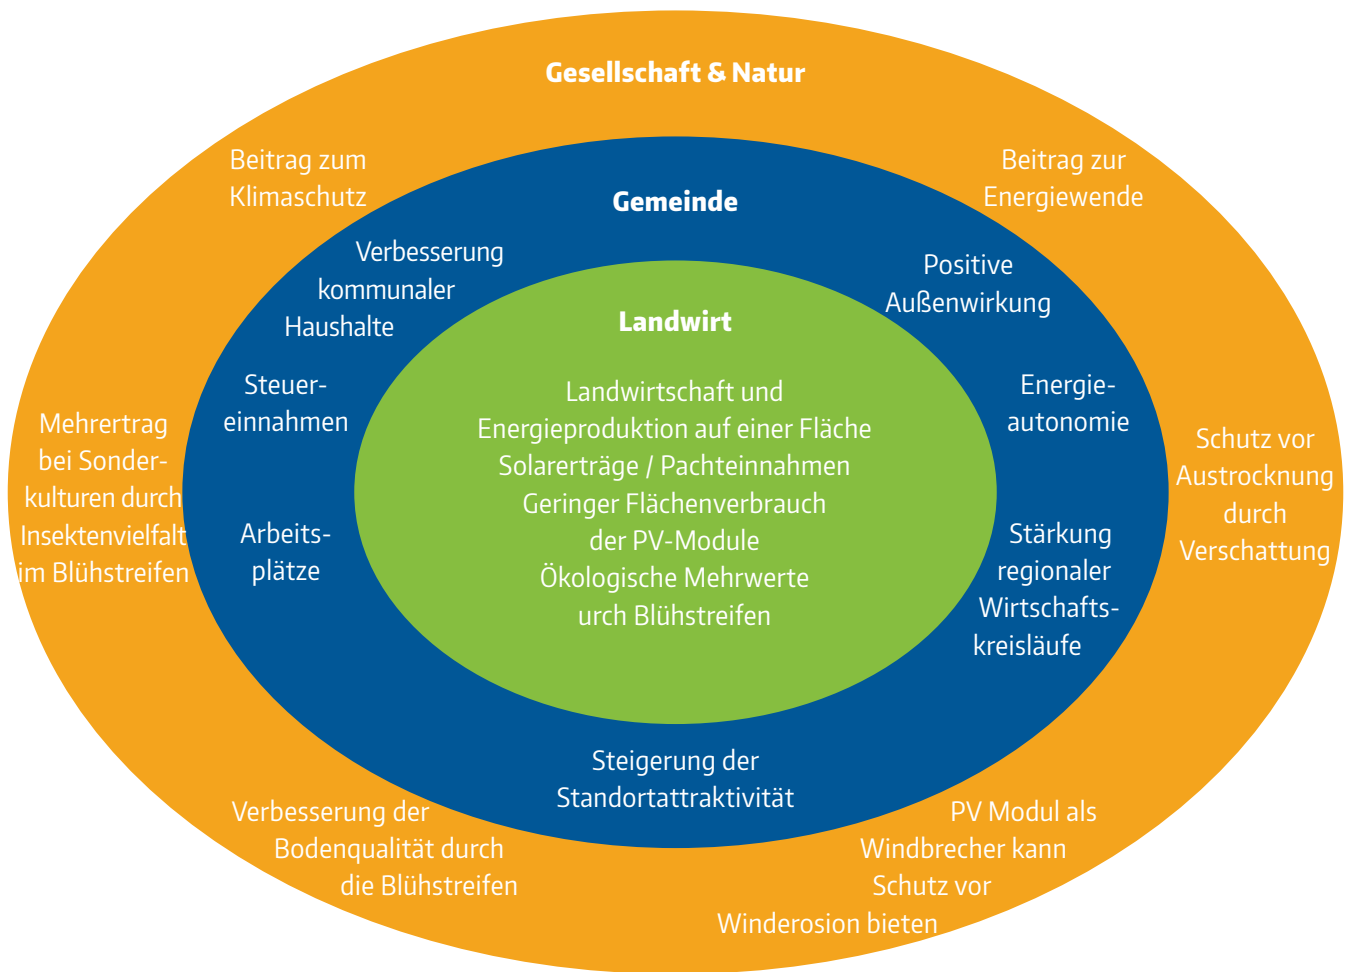 Gesellschaft & Natur
Beitrag zum
Klimaschutz
Beitrag zur
Energiewende
Gemeinde
Verbesserung
kommunaler
Haushalte
Positive
Außenwirkung
Landwirt
Landwirtschaft und
Energieproduktion auf einer Fläche
Solarerträge / Pachteinnahmen
Geringer Flächenverbrauch
der PV-Module
Ökologische Mehrwerte
urch Blühstreifen
Steuer-
einnahmen
Energie-
autonomie
Mehrertrag
bei Sonder-
kulturen durch
Insektenvielfalt
im Blühstreifen
Schutz vor
Austrocknung
durch
Verschattung
Arbeits-
plätze
Stärkung
regionaler
Wirtschafts-
kreisläufe
Steigerung der
Standortattraktivität
Verbesserung der
Bodenqualität durch
die Blühstreifen
PV Modul als
Windbrecher kann
Schutz vor
Winderosion bieten